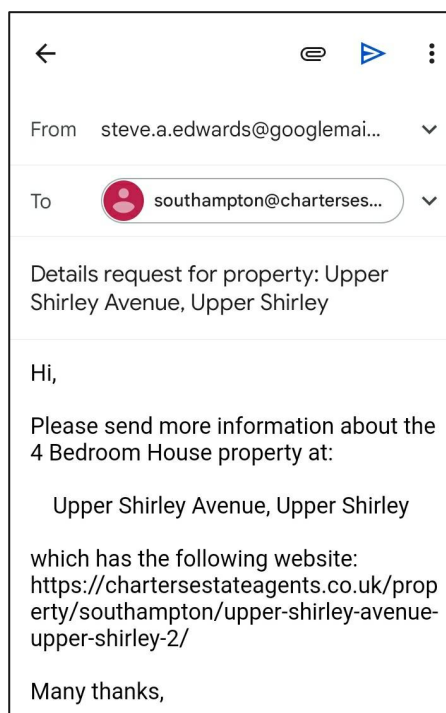 From steve.a.edwards@googlemai...
To southampton@charterses...
Details request for property: Upper
Shirley Avenue, Upper Shirley
Hi,
Please send more information about the
4 Bedroom House property at:
Upper Shirley Avenue, Upper Shirley
which has the following website:
https://chartersestateagents.co.uk/prop
erty/southampton/upper-shirley-avenue-
upper-shirley-2/
Many thanks,